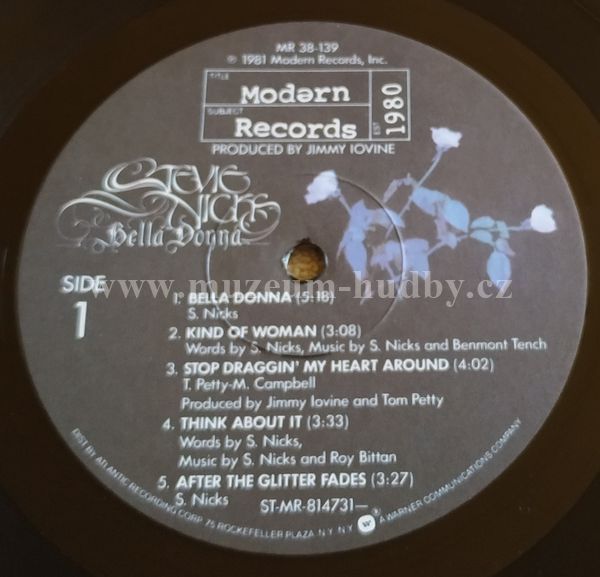 MR 38-139
℗ 1981 Modern Records, Inc.
TITLE
Modərn
SUBJECT
Records
EST 1980
PRODUCED BY JIMMY IOVINE
STEVIE
NICKS
Bella Donna
SIDE
1
www.muzeum-hudby.cz
1. BELLA DONNA (5:18)
S. Nicks
2. KIND OF WOMAN (3:08)
Words by S. Nicks, Music by S. Nicks and Benmont Tench
3. STOP DRAGGIN' MY HEART AROUND (4:02)
T. Petty-M. Campbell
Produced by Jimmy Iovine and Tom Petty
4. THINK ABOUT IT (3:33)
Words by S. Nicks,
Music by S. Nicks and Roy Bittan
5. AFTER THE GLITTER FADES (3:27)
S. Nicks
ST-MR-814731—
DIST BY ATLANTIC RECORDING CORP 75 ROCKEFELLER PLAZA N.Y. N.Y. W ® A WARNER COMMUNICATIONS COMPANY